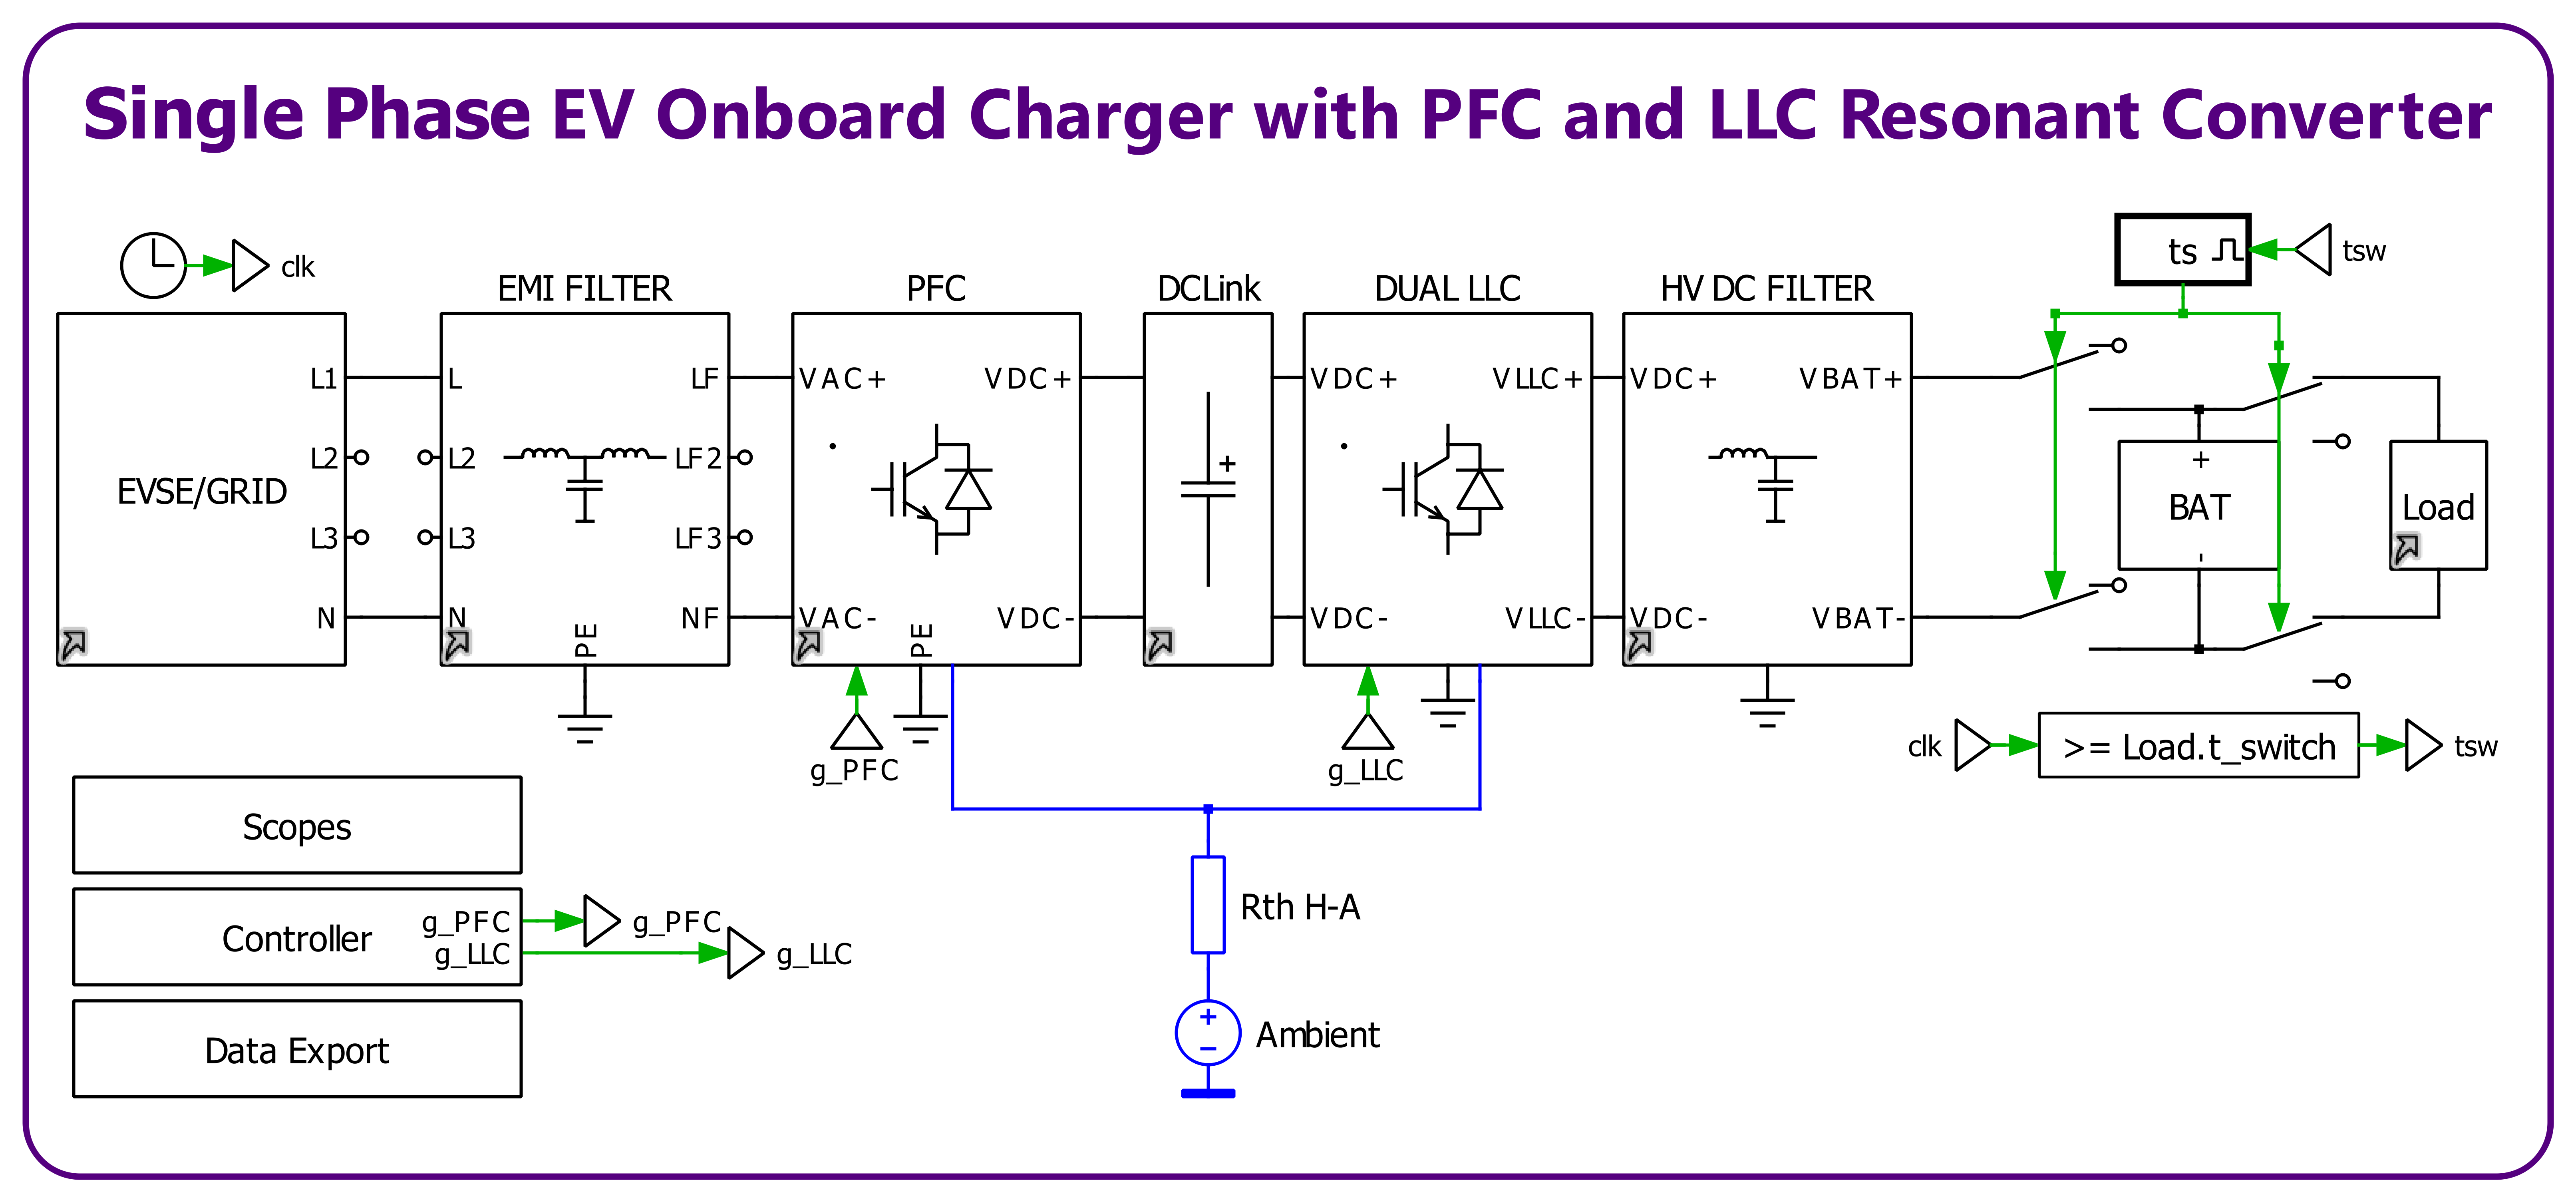 Single Phase EV Onboard Charger with PFC and LLC Resonant Converter
clk
ts
tsw
EMI FILTER
PFC
DCLink
DUAL LLC
HV DC FILTER
EVSE/GRID
L1
L2
L3
N
L
L2
L3
N
LF
LF2
LF3
NF
PE
VAC+
VAC-
VDC+
VDC-
PE
+
VDC+
VDC-
VLLC+
VLLC-
VDC+
VDC-
VBAT+
VBAT-
+
BAT
-
Load
g_PFC
g_LLC
clk
>= Load.t_switch
tsw
Scopes
Controller
g_PFC
g_LLC
g_PFC
g_LLC
Data Export
Rth H-A
+
−
Ambient